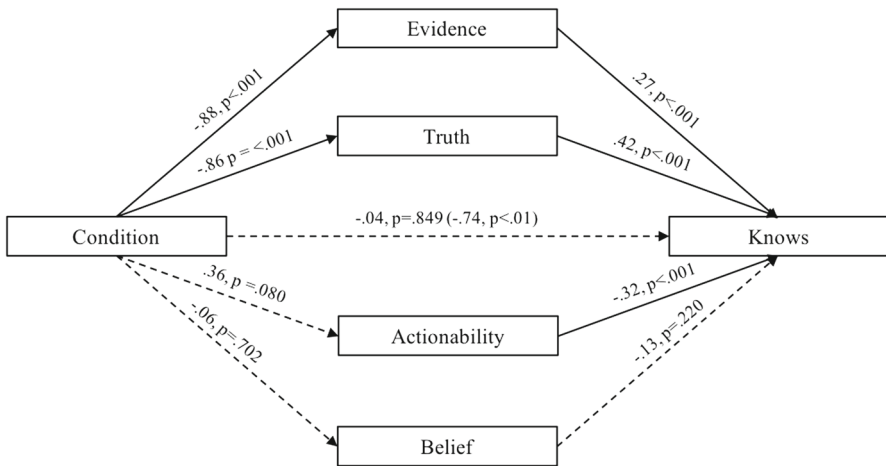 Evidence
-.88, p<.001
.27, p<.001
Truth
-.86 p = <.001
.42, p<.001
-.04, p=.849 (-.74, p<.01)
Condition
Knows
.36, p =.080
-.32, p<.001
Actionability
-.06, p=.702
-.13, p=.220
Belief